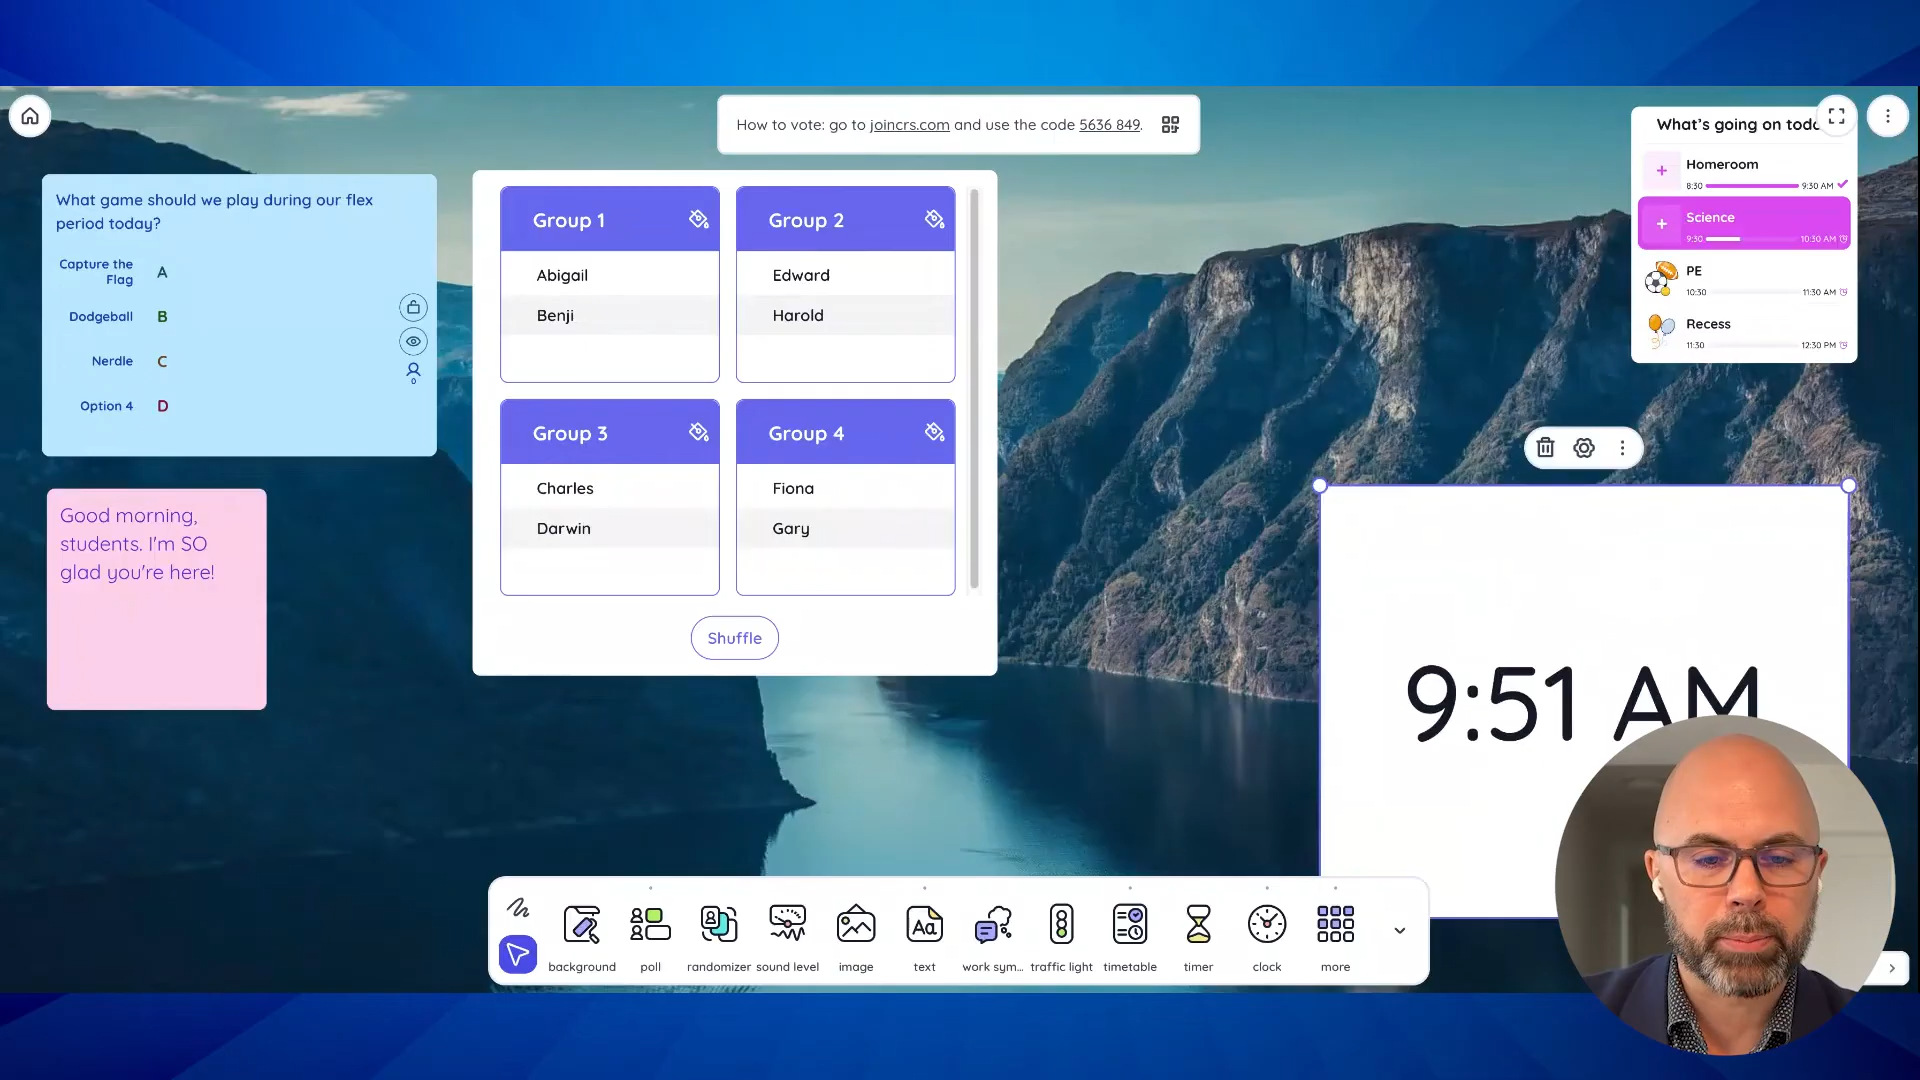 How to vote: go to joincrs.com and use the code 5636 849.
What game should we play during our flex
period today?
Capture the
Flag
A
Dodgeball B
Nerdle C
Option 4 D
0
Good morning,
students. I'm SO
glad you're here!
Group 1
Abigail
Benji
Group 2
Edward
Harold
Group 3
Charles
Darwin
Group 4
Fiona
Gary
Shuffle
What's going on toda
Homeroom
8:30 9:30 AM
Science
9:30 10:30 AM
PE
10:30 11:30 AM
Recess
11:30 12:30 PM
9:51 AM
Aa
background poll randomizer sound level image text work sym... traffic light timetable timer clock more